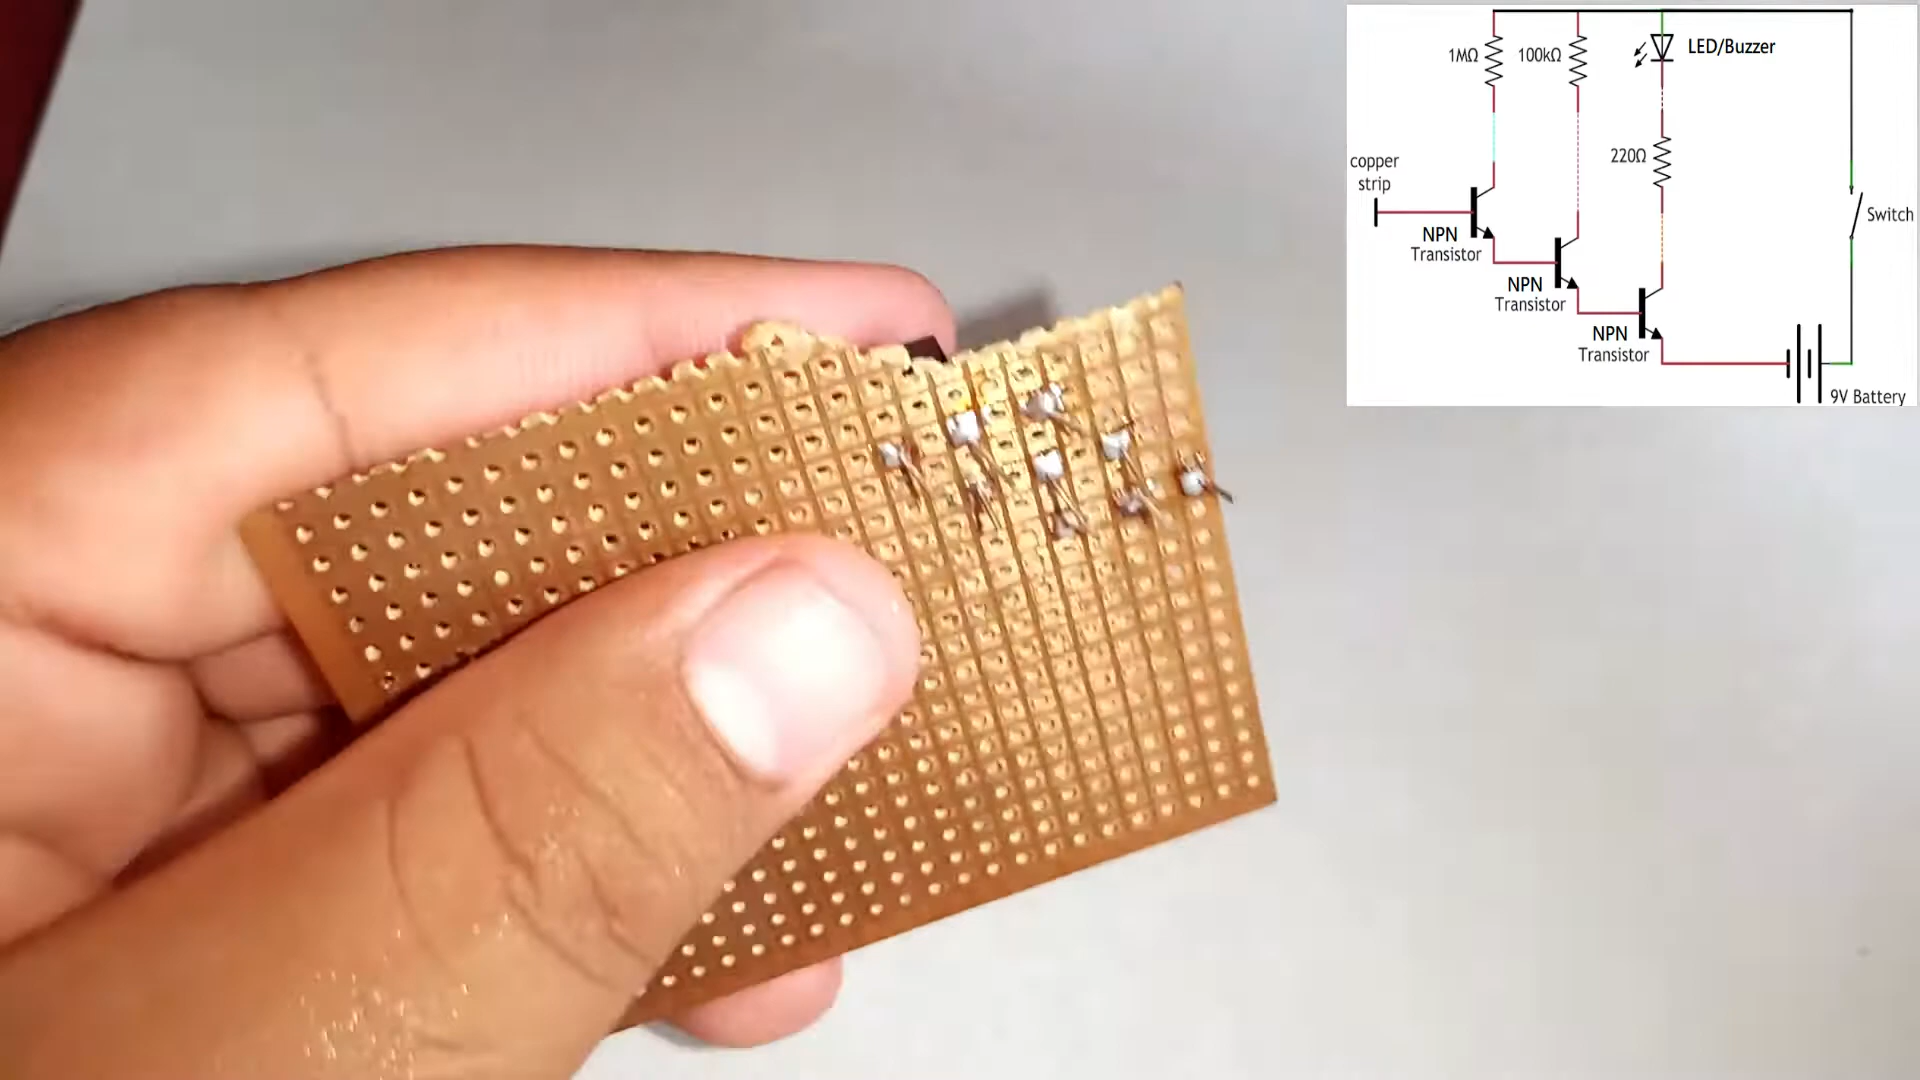 1MΩ
100kΩ
LED/Buzzer
copper
strip
220Ω
Switch
NPN
Transistor
NPN
Transistor
NPN
Transistor
9V Battery